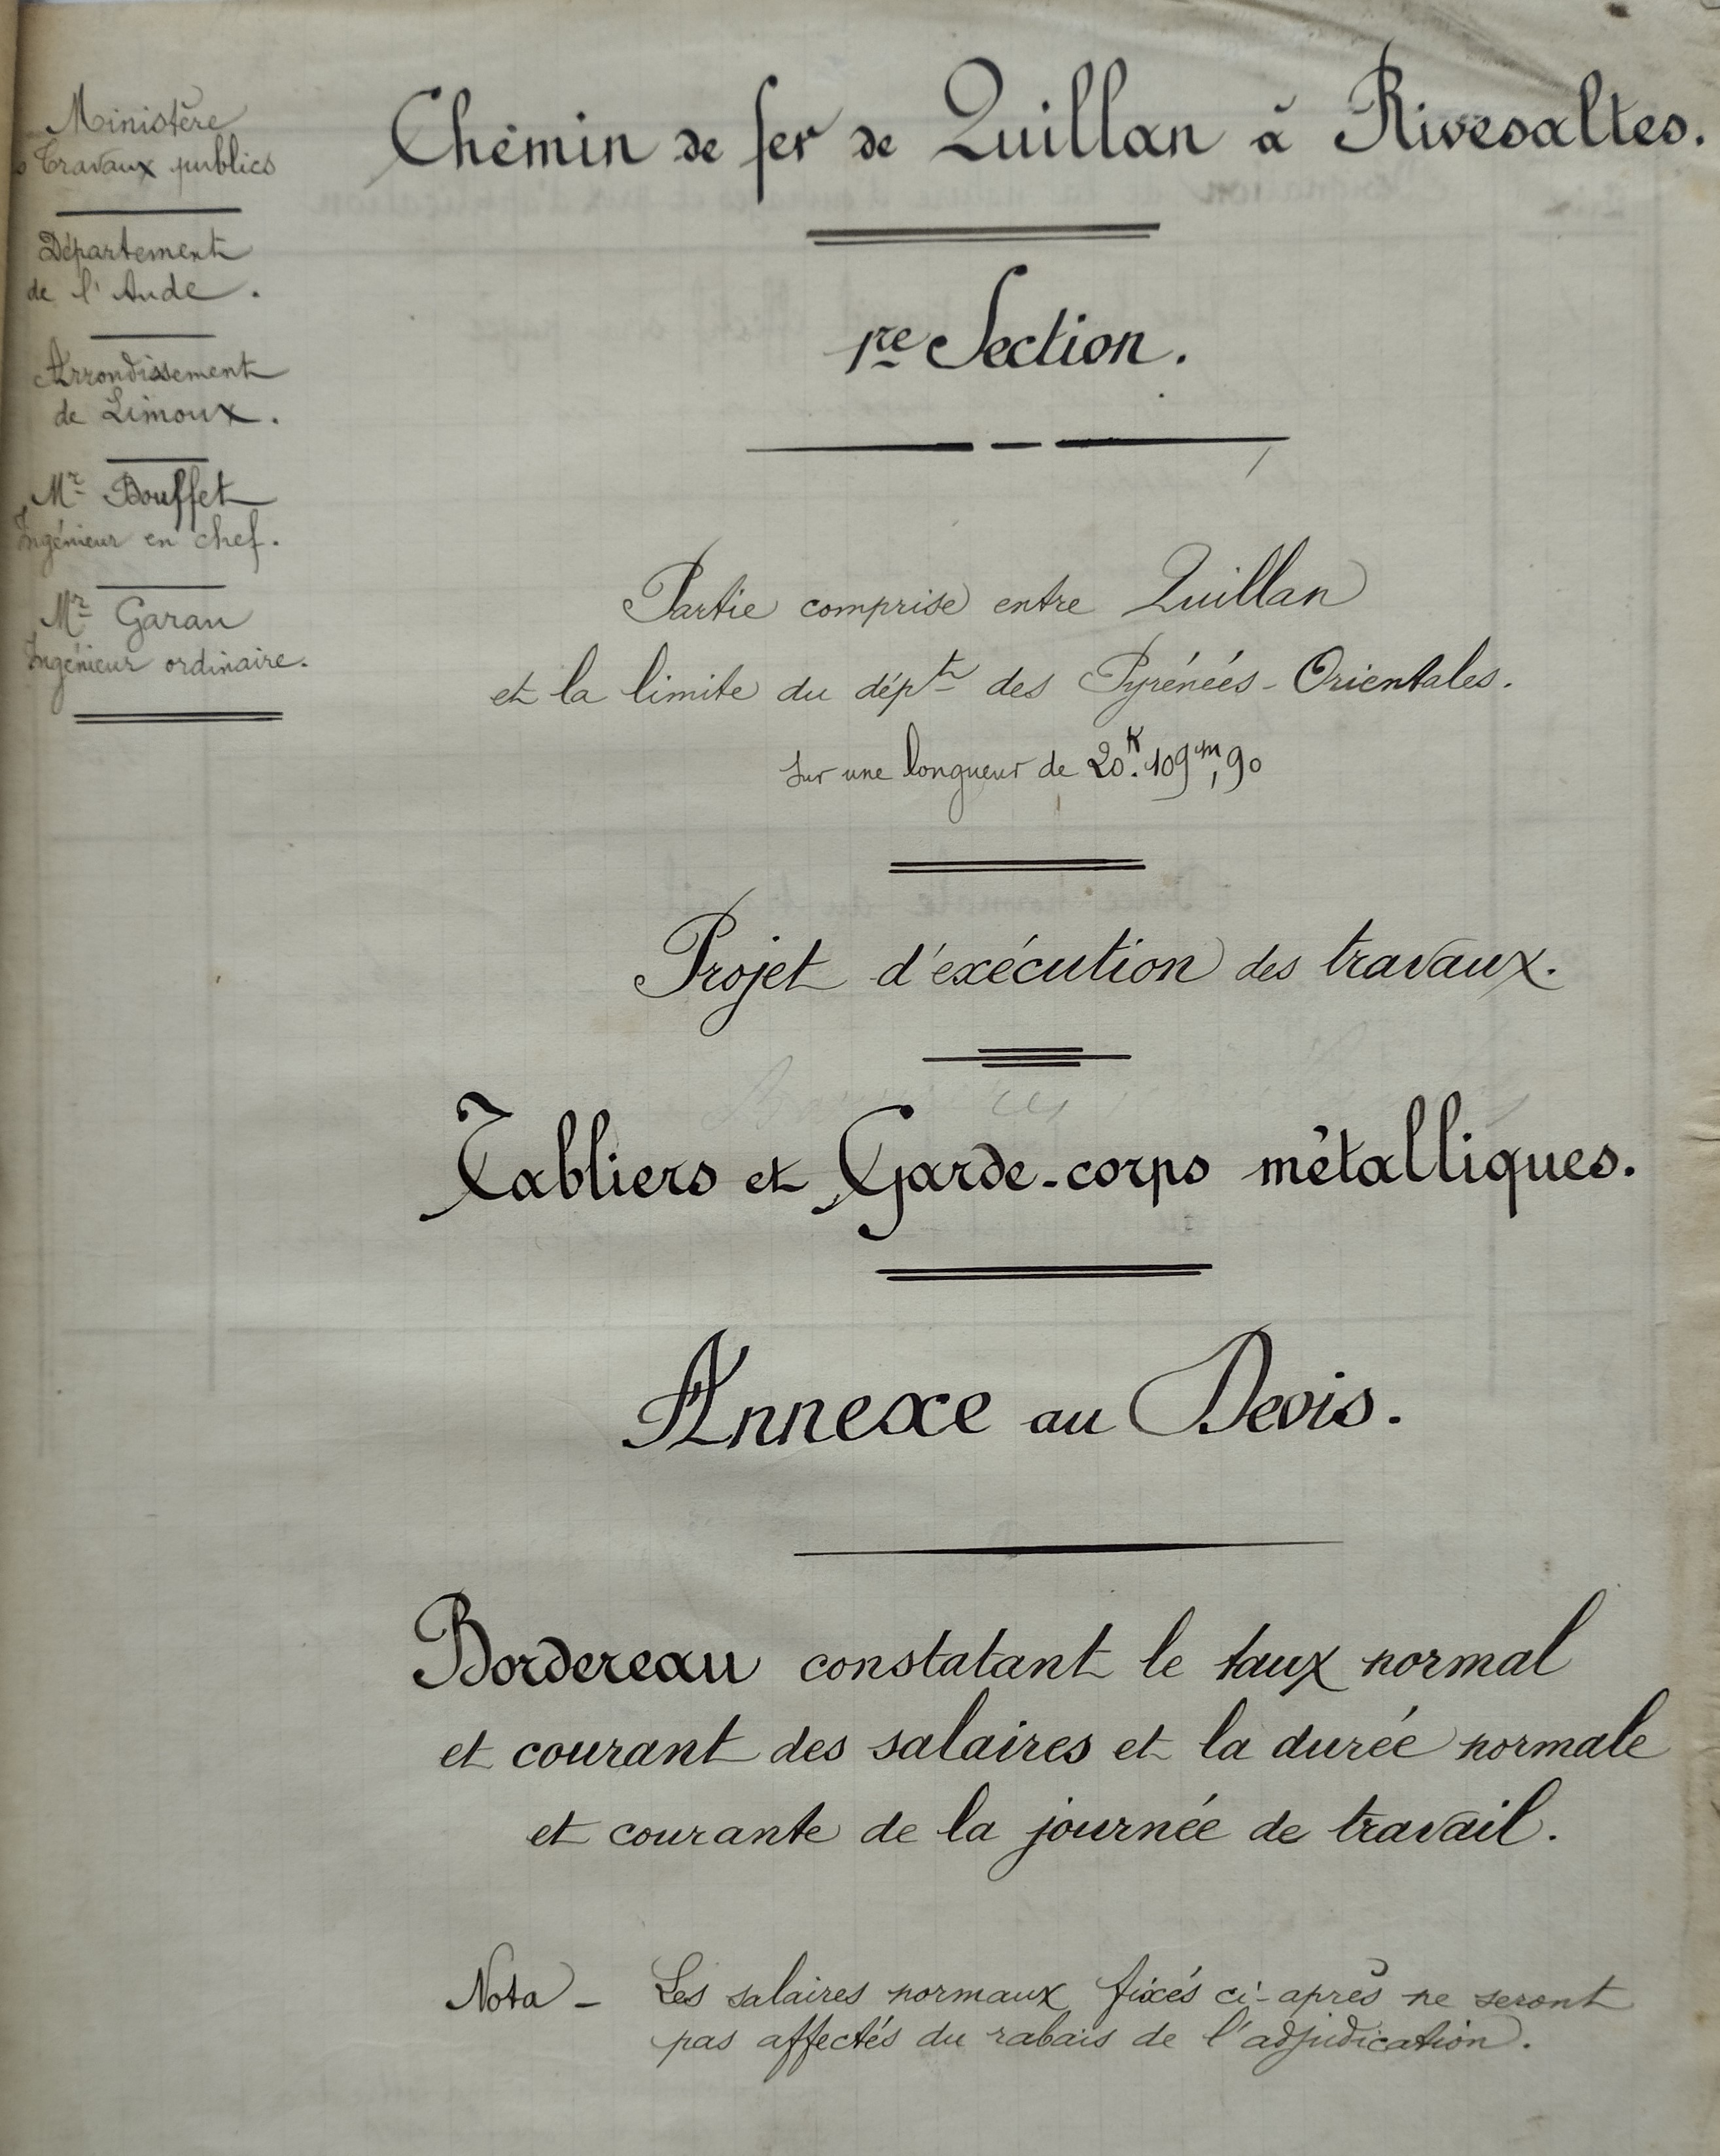 Ministère
s Travaux publics
Département
de l'Aude.
Arrondissement
de Limoux.
Mr Bouffet
Ingénieur en chef.
Mr Garau
Ingénieur ordinaire.
Chemin de fer de Quillan à Rivesaltes.
1re Section.
Partie comprise entre Quillan
et la limite du dépt des Pyrénées-Orientales.
sur une longueur de 20K.109m,90
Projet d'exécution des travaux.
Tabliers et Garde-corps métalliques.
Annexe au Devis.
Bordereau constatant le taux normal
et courant des salaires et la durée normale
et courante de la journée de travail.
Nota - Les salaires normaux fixés ci-après ne seront
pas affectés du rabais de l'adjudication.